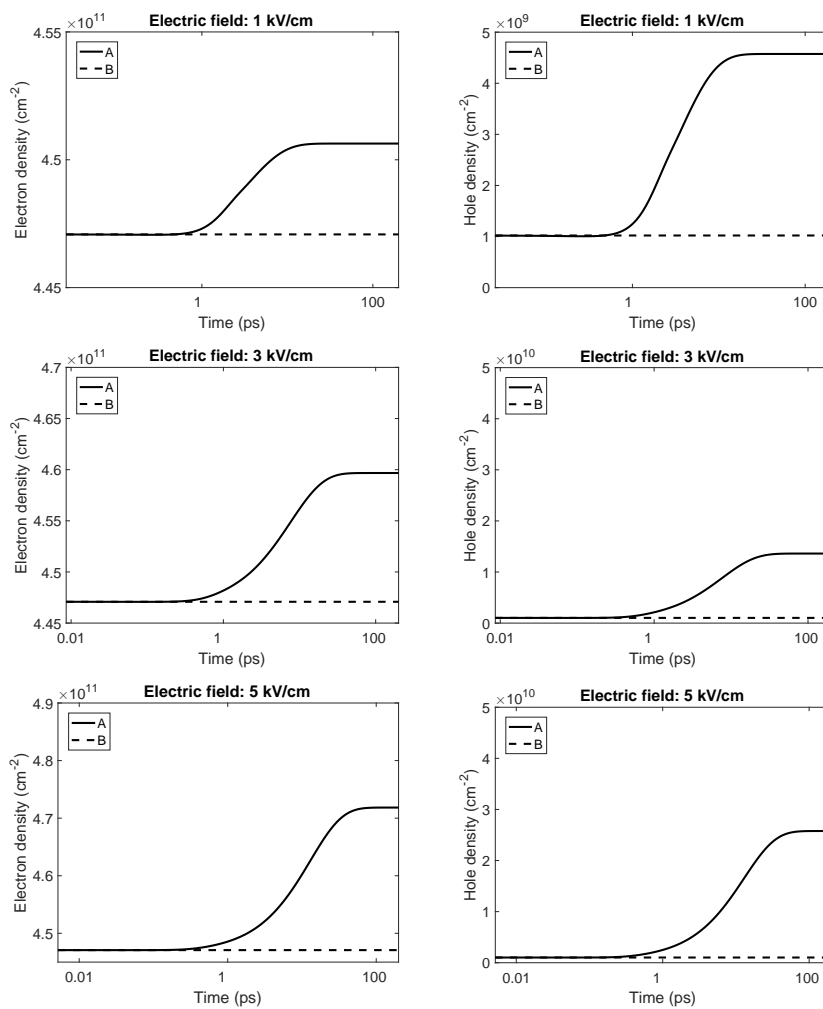 Electric field: 1 kV/cm
×10^11
A
B
4.55
4.5
4.45
Electron density (cm^-2)
1
100
Time (ps)
Electric field: 1 kV/cm
×10^9
A
B
5
4
3
2
1
0
Hole density (cm^-2)
1
100
Time (ps)
Electric field: 3 kV/cm
×10^11
A
B
4.7
4.65
4.6
4.55
4.5
4.45
Electron density (cm^-2)
0.01
1
100
Time (ps)
Electric field: 3 kV/cm
×10^10
A
B
5
4
3
2
1
0
Hole density (cm^-2)
0.01
1
100
Time (ps)
Electric field: 5 kV/cm
×10^11
A
B
4.9
4.8
4.7
4.6
4.5
Electron density (cm^-2)
0.01
1
100
Time (ps)
Electric field: 5 kV/cm
×10^10
A
B
5
4
3
2
1
0
Hole density (cm^-2)
0.01
1
100
Time (ps)